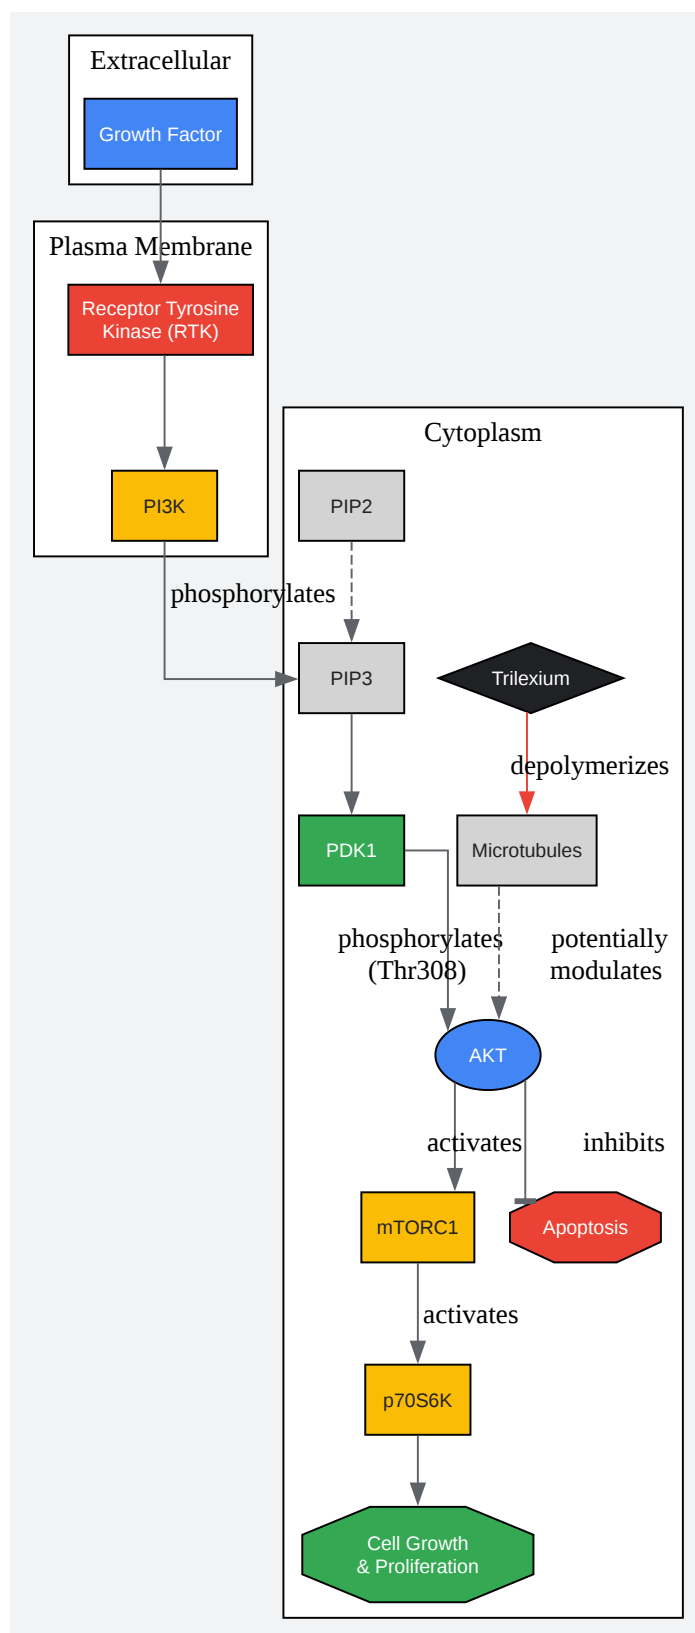 Extracellular
Growth Factor
Plasma Membrane
Receptor Tyrosine
Kinase (RTK)
Cytoplasm
PI3K
PIP2
phosphorylates
PIP3
Trilexium
depolymerizes
PDK1
Microtubules
phosphorylates
(Thr308)
potentially
modulates
AKT
activates
inhibits
mTORC1
Apoptosis
activates
p70S6K
Cell Growth
& Proliferation